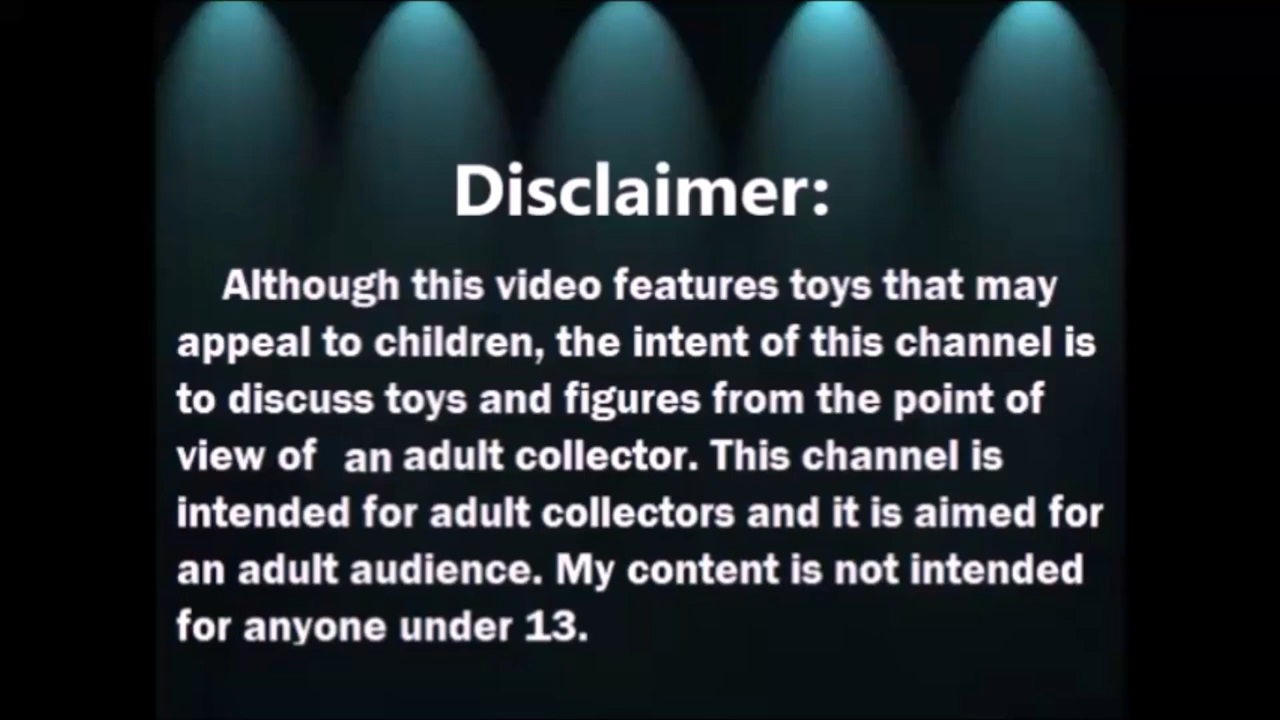 Disclaimer:
Although this video features toys that may
appeal to children, the intent of this channel is
to discuss toys and figures from the point of
view of an adult collector. This channel is
intended for adult collectors and it is aimed for
an adult audience. My content is not intended
for anyone under 13.